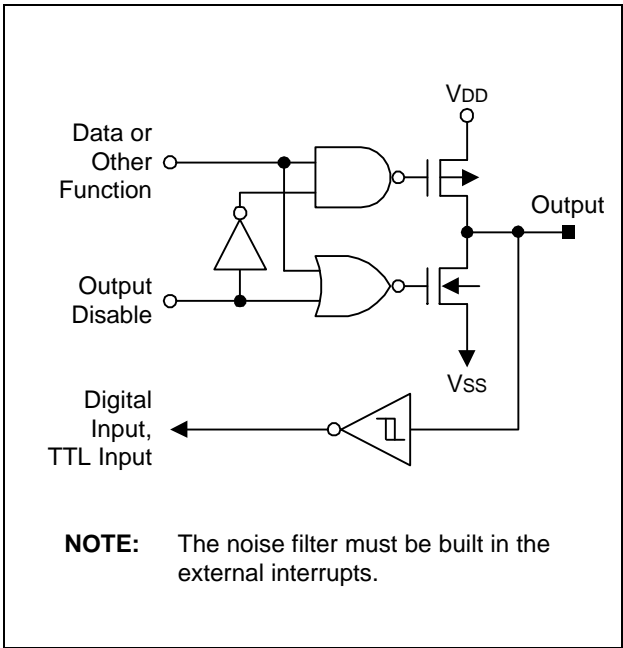 VDD
Data or
Other
Function
Output
Output
Disable
VSS
Digital
Input,
TTL Input
NOTE: The noise filter must be built in the
external interrupts.